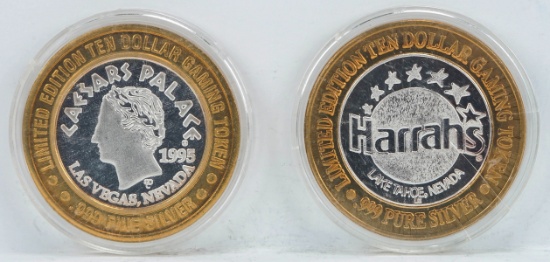 LIMITED EDITION TEN DOLLAR GAMING TOKEN
CAESARS PALACE
1995
LAS VEGAS, NEVADA
.999 FINE SILVER
LIMITED EDITION TEN DOLLAR GAMING TOKEN
Harrahs
LAKE TAHOE, NEVADA
.999 PURE SILVER